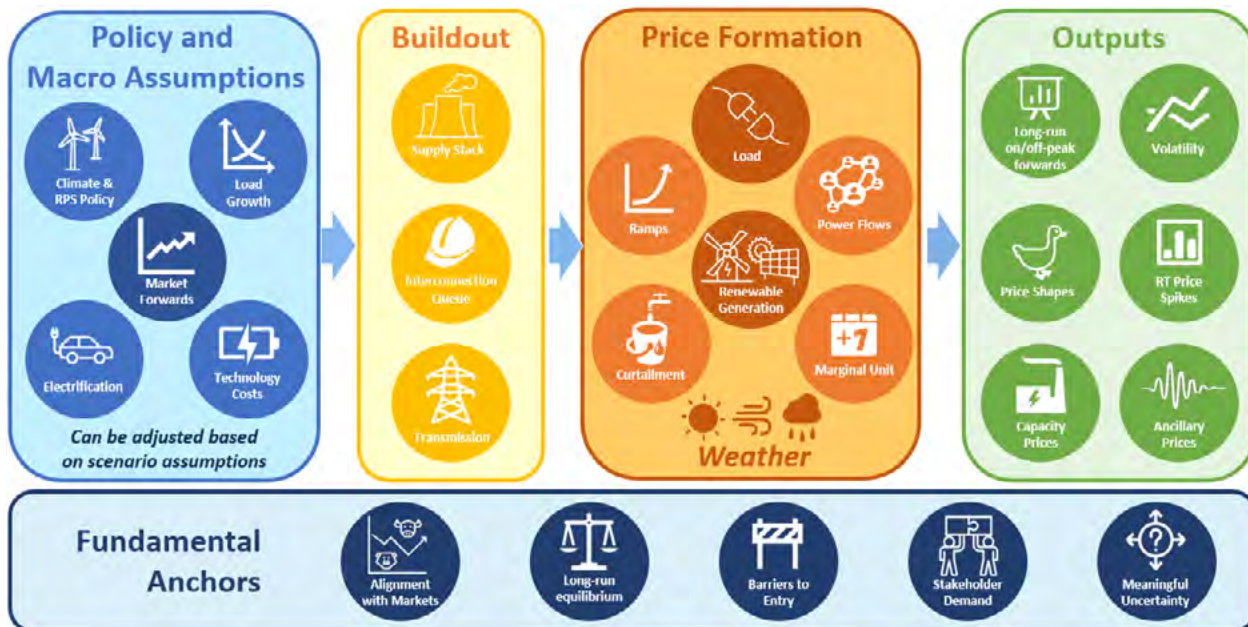 Policy and
Macro Assumptions
Climate &
RPS Policy
Load
Growth
Market
Forwards
Electrification
Technology
Costs
Can be adjusted based
on scenario assumptions
Buildout
Supply Stack
Interconnection
Queue
Transmission
Price Formation
Load
Ramps
Power Flows
Renewable
Generation
Curtailment
+7
Marginal Unit
Weather
Outputs
Long-run
on/off-peak
forwards
Volatility
Price Shapes
RT Price
Spikes
Capacity
Prices
Ancillary
Prices
Fundamental
Anchors
Alignment
with Markets
Long-run
equilibrium
Barriers to
Entry
Stakeholder
Demand
?
Meaningful
Uncertainty